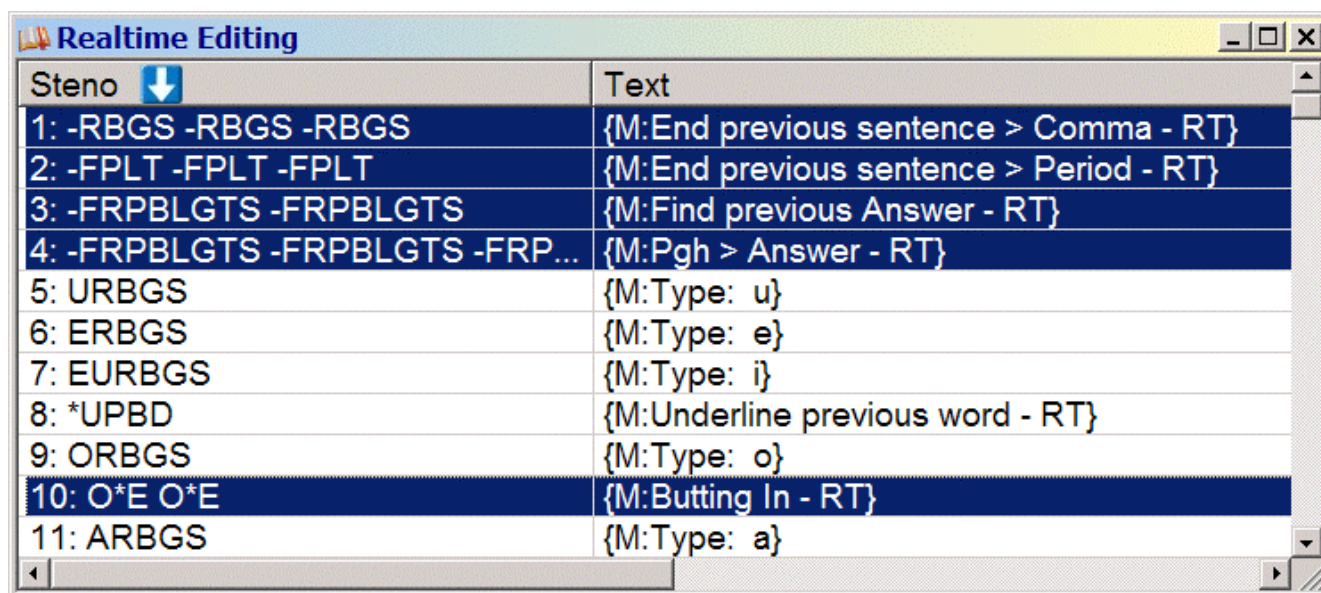 Realtime Editing
Steno Text
1: -RBGS -RBGS -RBGS {M:End previous sentence > Comma - RT}
2: -FPLT -FPLT -FPLT {M:End previous sentence > Period - RT}
3: -FRPBLGTS -FRPBLGTS {M:Find previous Answer - RT}
4: -FRPBLGTS -FRPBLGTS -FRP... {M:Pgh > Answer - RT}
5: URBGS {M:Type:  u}
6: ERBGS {M:Type:  e}
7: EURBGS {M:Type:  i}
8: *UPBD {M:Underline previous word - RT}
9: ORBGS {M:Type:  o}
10: O*E O*E {M:Butting In - RT}
11: ARBGS {M:Type:  a}